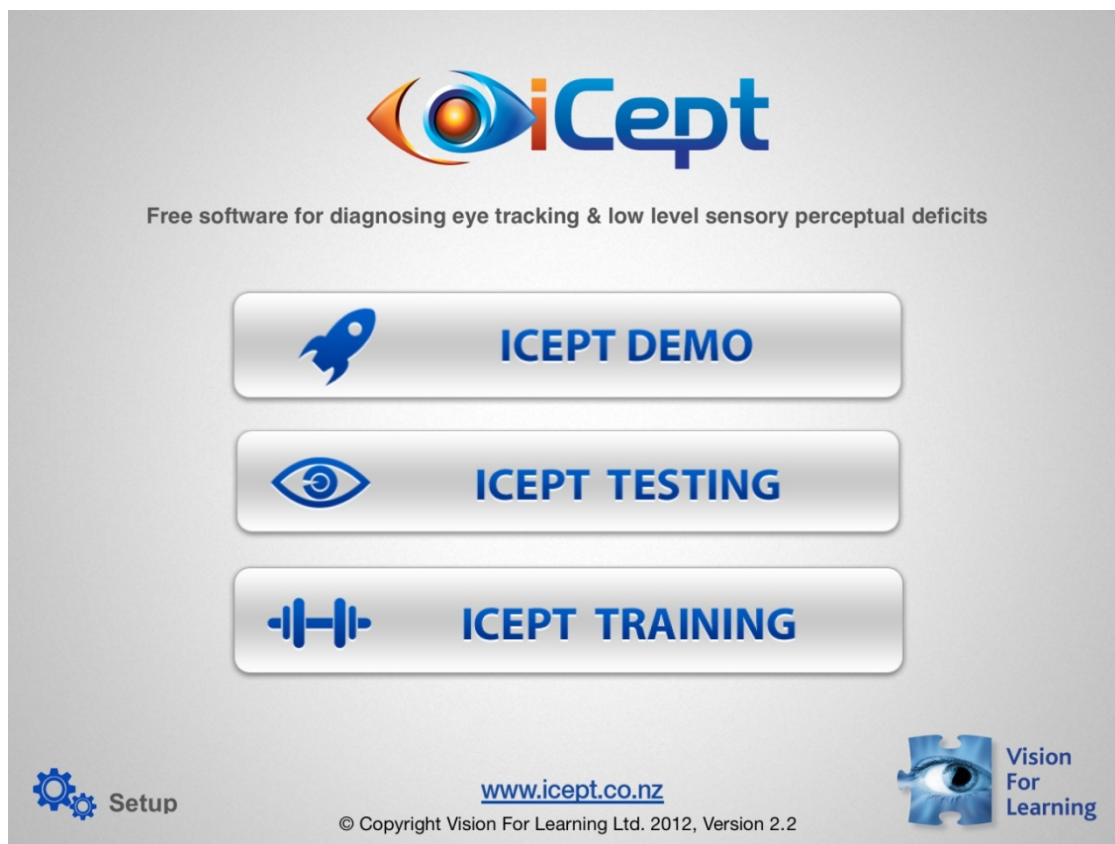 iCept
Free software for diagnosing eye tracking & low level sensory perceptual deficits
ICEPT DEMO
ICEPT TESTING
ICEPT TRAINING
Setup
www.icept.co.nz
© Copyright Vision For Learning Ltd. 2012, Version 2.2
Vision
For
Learning